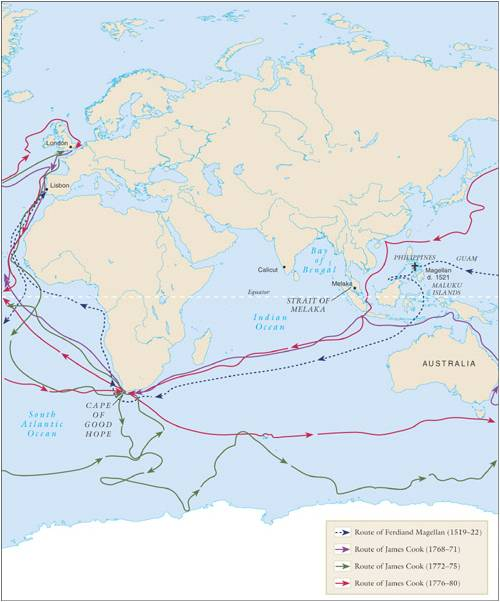 London
Lisbon
Bay
of
Bengal
Calicut
PHILIPPINES
GUAM
Magellan
d. 1521
Melaka
MALUKU
ISLANDS
Equator
STRAIT OF
MELAKA
Indian
Ocean
AUSTRALIA
CAPE
OF
GOOD
HOPE
South
Atlantic
Ocean
Route of Ferdiand Magellan (1519–22)
Route of James Cook (1768–71)
Route of James Cook (1772–75)
Route of James Cook (1776–80)